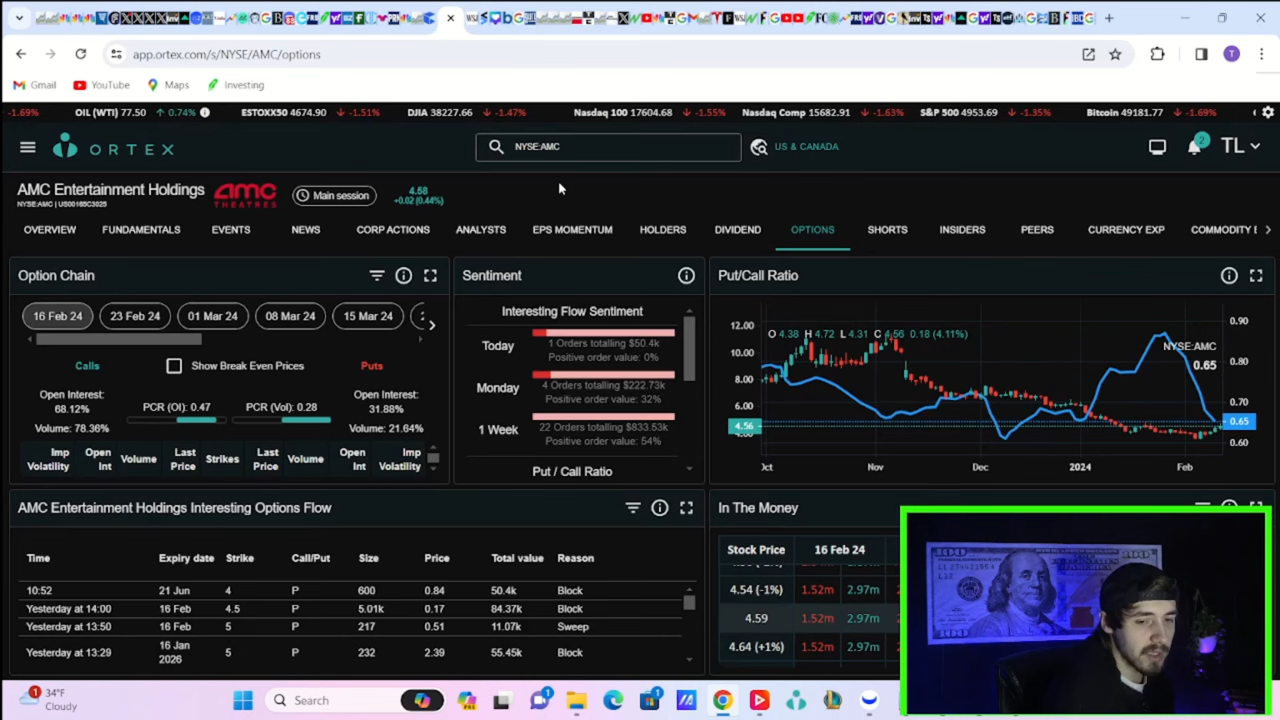 app.ortex.com/s/NYSE/AMC/options
Gmail YouTube Maps Investing
-1.69% OIL (WTI) 77.50 0.74% ESTOXX50 4674.90 -1.51% DJIA 38227.66 -1.47% Nasdaq 100 17604.68 -1.55% Nasdaq Comp 15682.91 -1.63% S&P 500 4953.69 -1.35% Bitcoin 49181.77 -1.69%
ORTEX NYSE:AMC US & CANADA 2 TL
AMC Entertainment Holdings amc THEATRES Main session 4.58
NYSE:AMC | US00165C3025 +0.02 (0.44%)
OVERVIEW FUNDAMENTALS EVENTS NEWS CORP ACTIONS ANALYSTS EPS MOMENTUM HOLDERS DIVIDEND OPTIONS SHORTS INSIDERS PEERS CURRENCY EXP COMMODITY E
Option Chain
16 Feb 24 23 Feb 24 01 Mar 24 08 Mar 24 15 Mar 24
Calls Show Break Even Prices Puts
Open Interest: 68.12% PCR (OI): 0.47 PCR (Vol): 0.28 Open Interest: 31.88%
Volume: 78.36% Volume: 21.64%
Imp Volatility Open Int Volume Last Price Strikes Last Price Volume Open Int Imp Volatility
Sentiment
Interesting Flow Sentiment
Today 1 Orders totalling $50.4k
Positive order value: 0%
Monday 4 Orders totalling $222.73k
Positive order value: 32%
1 Week 22 Orders totalling $833.53k
Positive order value: 54%
Put / Call Ratio
Put/Call Ratio
O 4.38 H 4.72 L 4.31 C 4.56 0.18 (4.11%)
NYSE:AMC
0.65
12.00
10.00
8.00
6.00
4.56
0.90
0.80
0.70
0.65
0.60
Oct Nov Dec 2024 Feb
AMC Entertainment Holdings Interesting Options Flow
Time Expiry date Strike Call/Put Size Price Total value Reason
10:52 21 Jun 4 P 600 0.84 50.4k Block
Yesterday at 14:00 16 Feb 4.5 P 5.01k 0.17 84.37k Block
Yesterday at 13:50 16 Feb 5 P 217 0.51 11.07k Sweep
Yesterday at 13:29 16 Jan 2026 5 P 232 2.39 55.45k Block
In The Money
Stock Price 16 Feb 24
4.54 (-1%) 1.52m 2.97m
4.59 1.52m 2.97m
4.64 (+1%) 1.52m 2.97m
1 34°F
Cloudy
Search